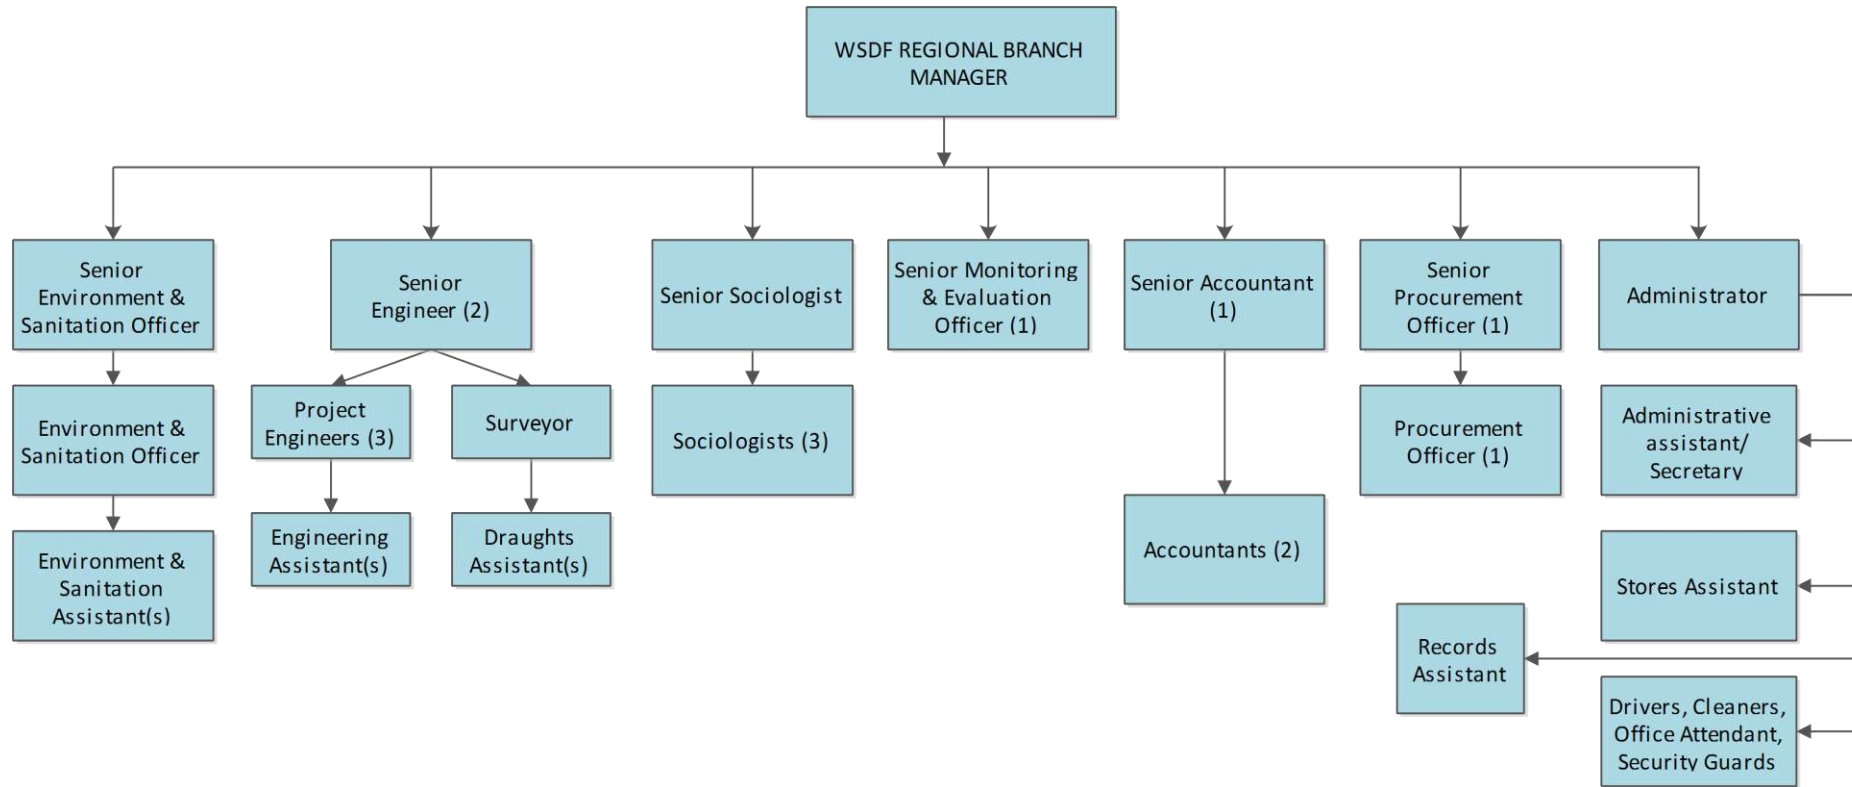 WSDF REGIONAL BRANCH
MANAGER
Senior
Environment &
Sanitation Officer
Senior
Engineer (2)
Senior Sociologist
Senior Monitoring
& Evaluation
Officer (1)
Senior Accountant
(1)
Senior
Procurement
Officer (1)
Administrator
Environment &
Sanitation Officer
Project
Engineers (3)
Surveyor
Sociologists (3)
Procurement
Officer (1)
Administrative
assistant/
Secretary
Environment &
Sanitation
Assistant(s)
Engineering
Assistant(s)
Draughts
Assistant(s)
Accountants (2)
Stores Assistant
Records
Assistant
Drivers, Cleaners,
Office Attendant,
Security Guards